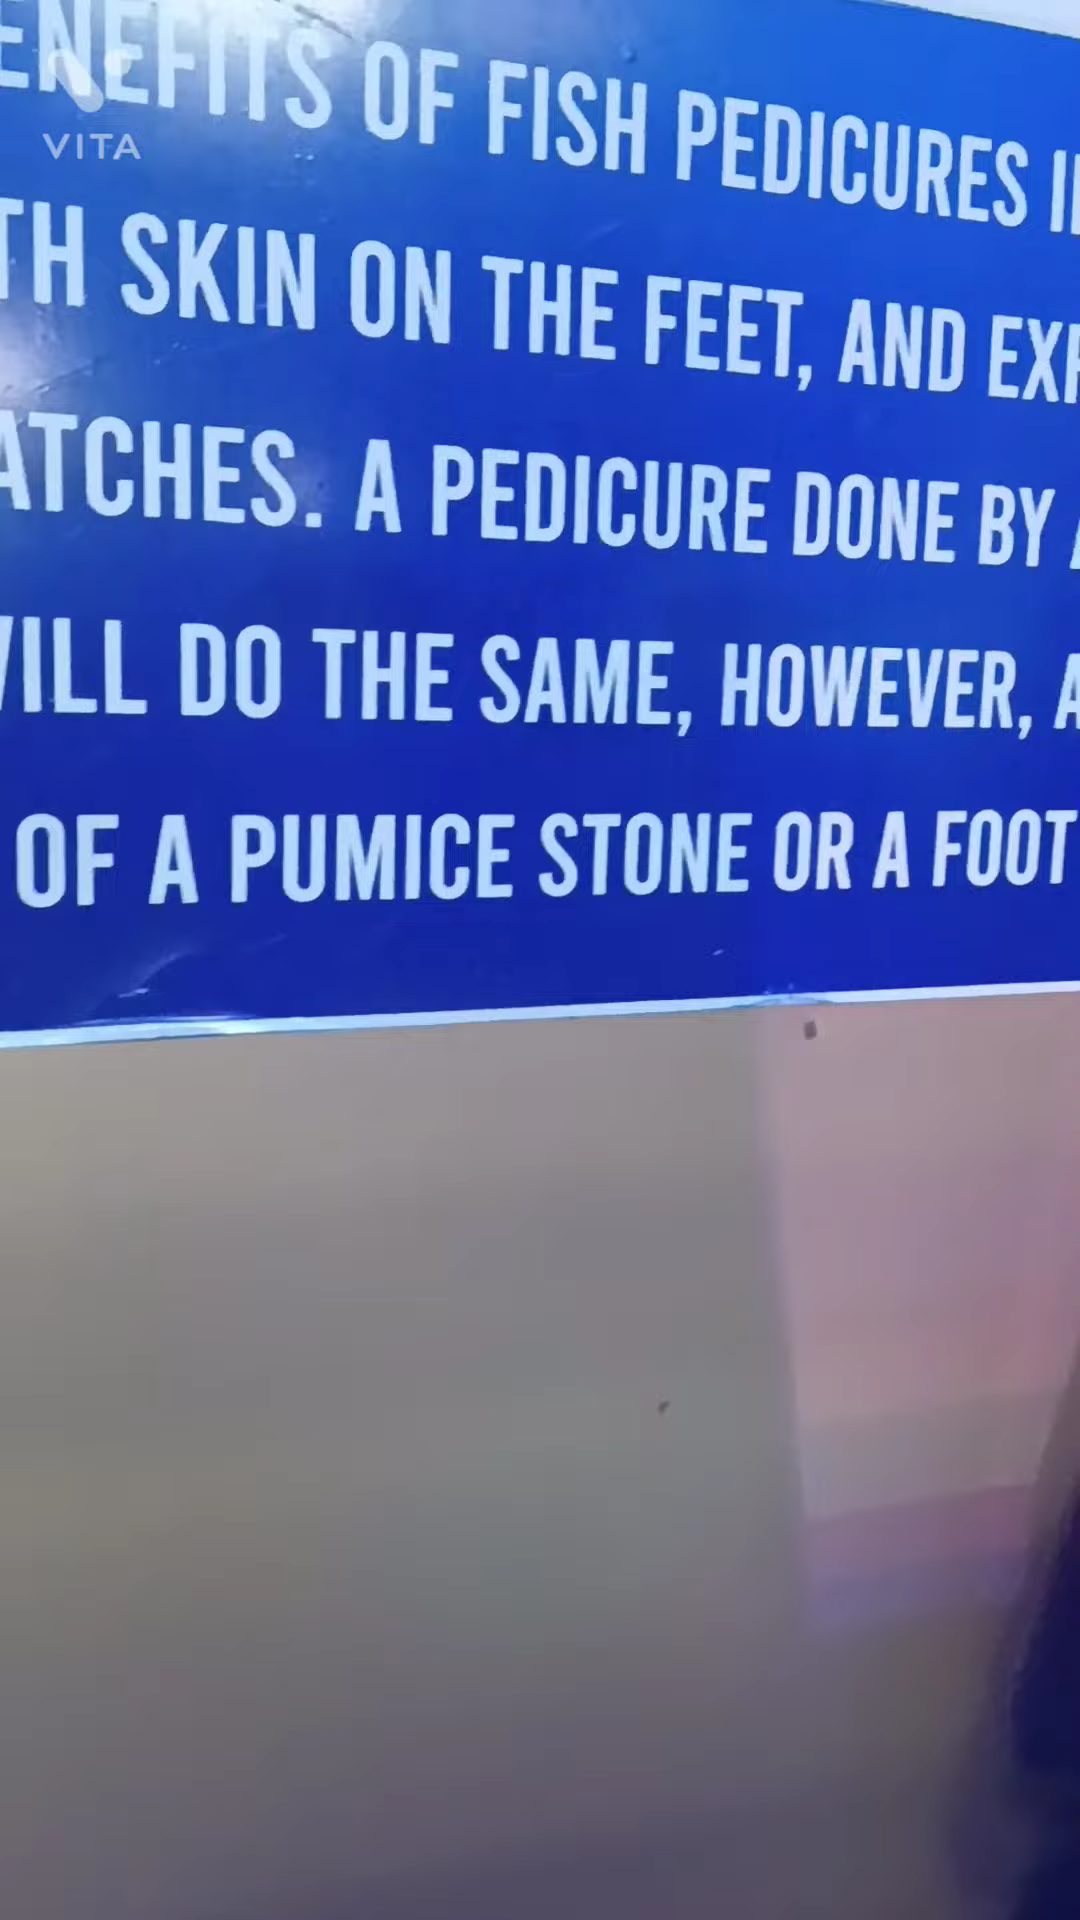 VITA
ENEFITS OF FISH PEDICURES I
TH SKIN ON THE FEET, AND EX
ATCHES. A PEDICURE DONE BY A
WILL DO THE SAME, HOWEVER, A
OF A PUMICE STONE OR A FOOT